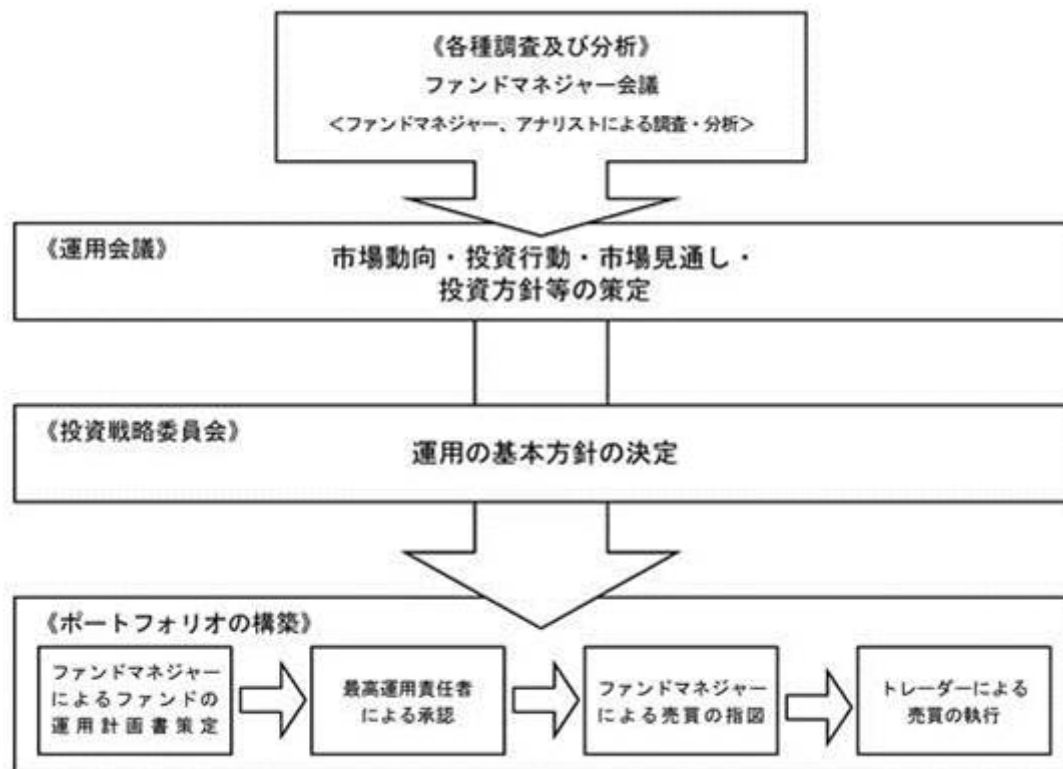 《各種調査及び分析》
ファンドマネジャー会議
<ファンドマネジャー、アナリストによる調査・分析>
《運用会議》
市場動向・投資行動・市場見通し・
投資方針等の策定
《投資戦略委員会》
運用の基本方針の決定
《ポートフォリオの構築》
ファンドマネジャー
によるファンドの
運用計画書策定
最高運用責任者
による承認
ファンドマネジャー
による売買の指図
トレーダーによる
売買の執行